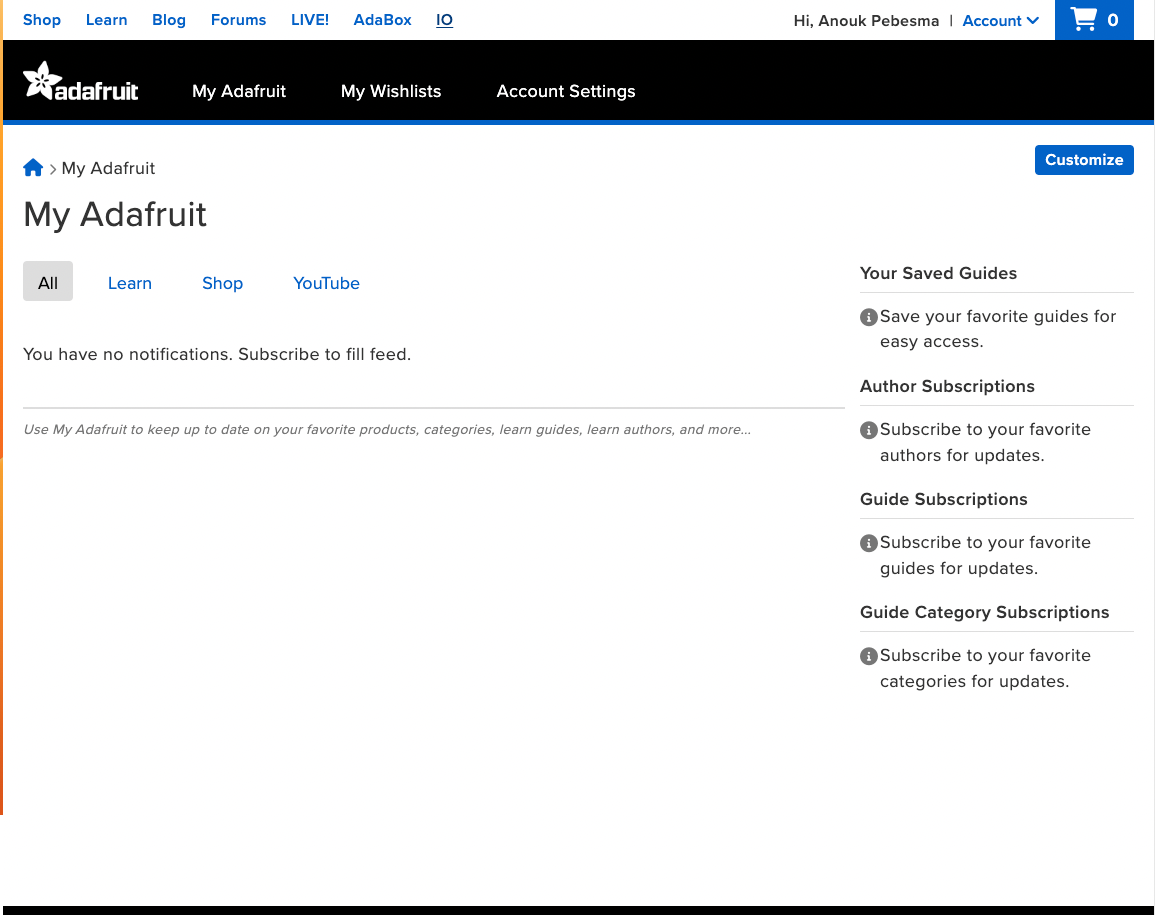 Shop Learn Blog Forums LIVE! AdaBox IO Hi, Anouk Pebesma | Account 0
adafruit My Adafruit My Wishlists Account Settings
My Adafruit Customize
My Adafruit
All Learn Shop YouTube
You have no notifications. Subscribe to fill feed.
Use My Adafruit to keep up to date on your favorite products, categories, learn guides, learn authors, and more...
Your Saved Guides
Save your favorite guides for
easy access.
Author Subscriptions
Subscribe to your favorite
authors for updates.
Guide Subscriptions
Subscribe to your favorite
guides for updates.
Guide Category Subscriptions
Subscribe to your favorite
categories for updates.